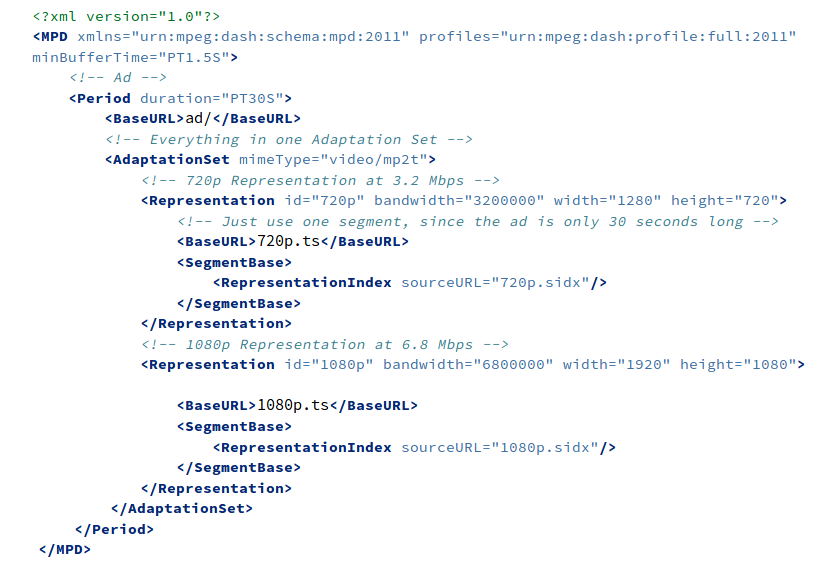 <?xml version="1.0"?>
<MPD xmlns="urn:mpeg:dash:schema:mpd:2011" profiles="urn:mpeg:dash:profile:full:2011"
minBufferTime="PT1.5S">
    <!-- Ad -->
    <Period duration="PT30S">
        <BaseURL>ad/</BaseURL>
        <!-- Everything in one Adaptation Set -->
        <AdaptationSet mimeType="video/mp2t">
            <!-- 720p Representation at 3.2 Mbps -->
            <Representation id="720p" bandwidth="3200000" width="1280" height="720">
                <!-- Just use one segment, since the ad is only 30 seconds long -->
                <BaseURL>720p.ts</BaseURL>
                <SegmentBase>
                    <RepresentationIndex sourceURL="720p.sidx"/>
                </SegmentBase>
            </Representation>
            <!-- 1080p Representation at 6.8 Mbps -->
            <Representation id="1080p" bandwidth="6800000" width="1920" height="1080">
                <BaseURL>1080p.ts</BaseURL>
                <SegmentBase>
                    <RepresentationIndex sourceURL="1080p.sidx"/>
                </SegmentBase>
            </Representation>
        </AdaptationSet>
    </Period>
</MPD>